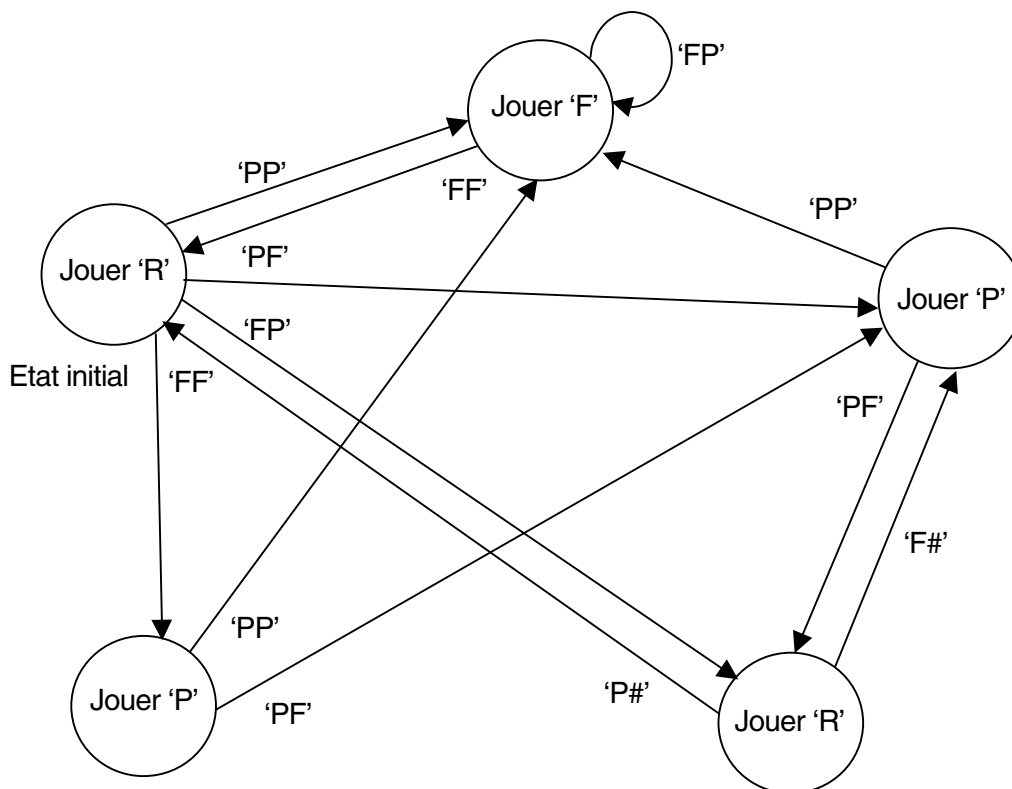 ‘FP’
Jouer ‘F’
‘PP’
‘FF’
‘PP’
‘PF’
Jouer ‘R’
Jouer ‘P’
‘FP’
Etat initial
‘FF’
‘PF’
‘F#’
‘PP’
‘P#’
Jouer ‘P’
‘PF’
Jouer ‘R’